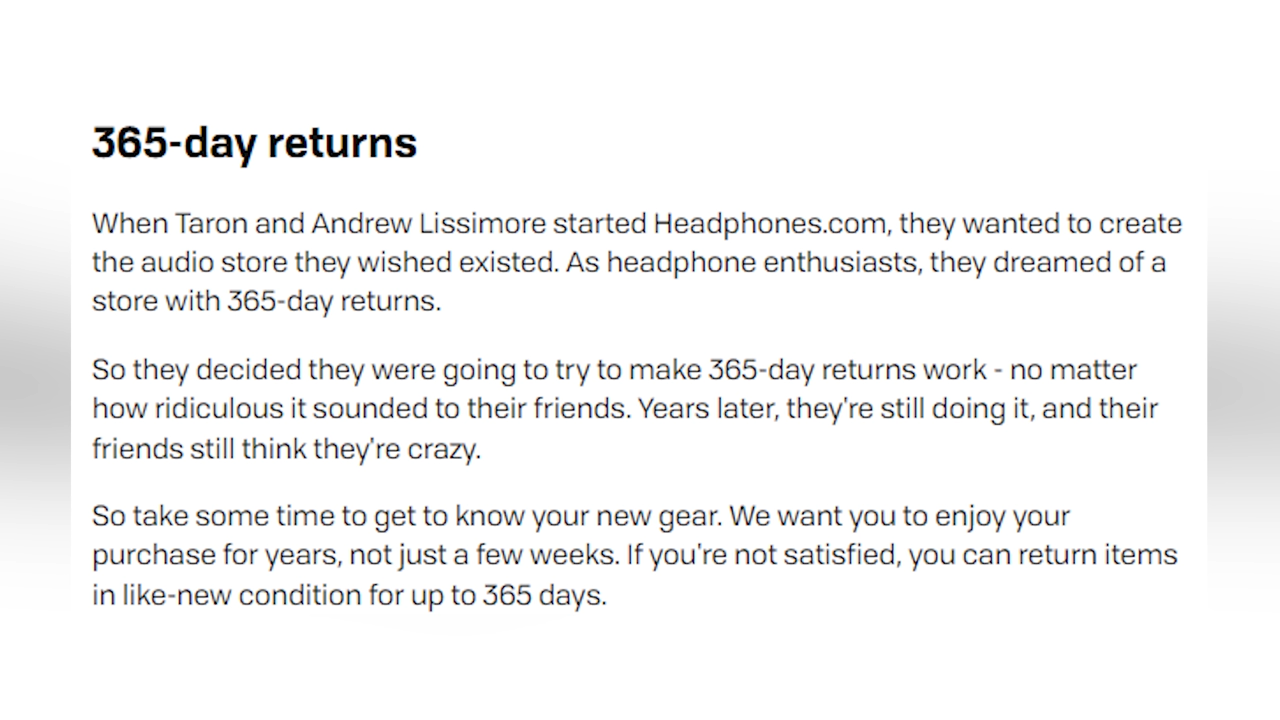 365-day returns
When Taron and Andrew Lissimore started Headphones.com, they wanted to create
the audio store they wished existed. As headphone enthusiasts, they dreamed of a
store with 365-day returns.
So they decided they were going to try to make 365-day returns work - no matter
how ridiculous it sounded to their friends. Years later, they're still doing it, and their
friends still think they're crazy.
So take some time to get to know your new gear. We want you to enjoy your
purchase for years, not just a few weeks. If you're not satisfied, you can return items
in like-new condition for up to 365 days.